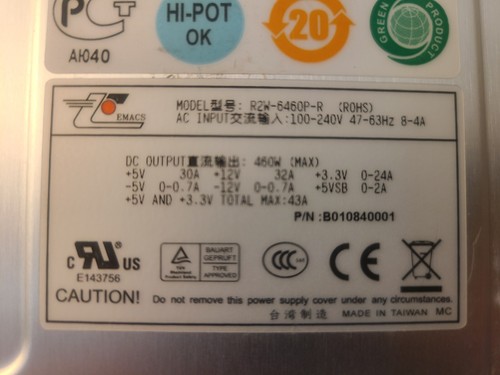 PCT
АЮ40
HI-POT
OK
20
GREEN PRODUCT
EMACS
MODEL型号: R2W-6460P-R (ROHS)
AC INPUT交流输入:100-240V 47-63Hz 8-4A
DC OUTPUT直流输出: 460W (MAX)
+5V 30A +12V 32A +3.3V 0-24A
-5V 0-0.7A -12V 0-0.7A +5VSB 0-2A
+5V AND +3.3V TOTAL MAX:43A
P/N :B010840001
C RU US
E143756
BAUART
GEPRÜFT
TYPE
APPROVED
CCC
CE
CAUTION! Do not remove this power supply cover under any circumstances.
台湾制造 MADE IN TAIWAN MC